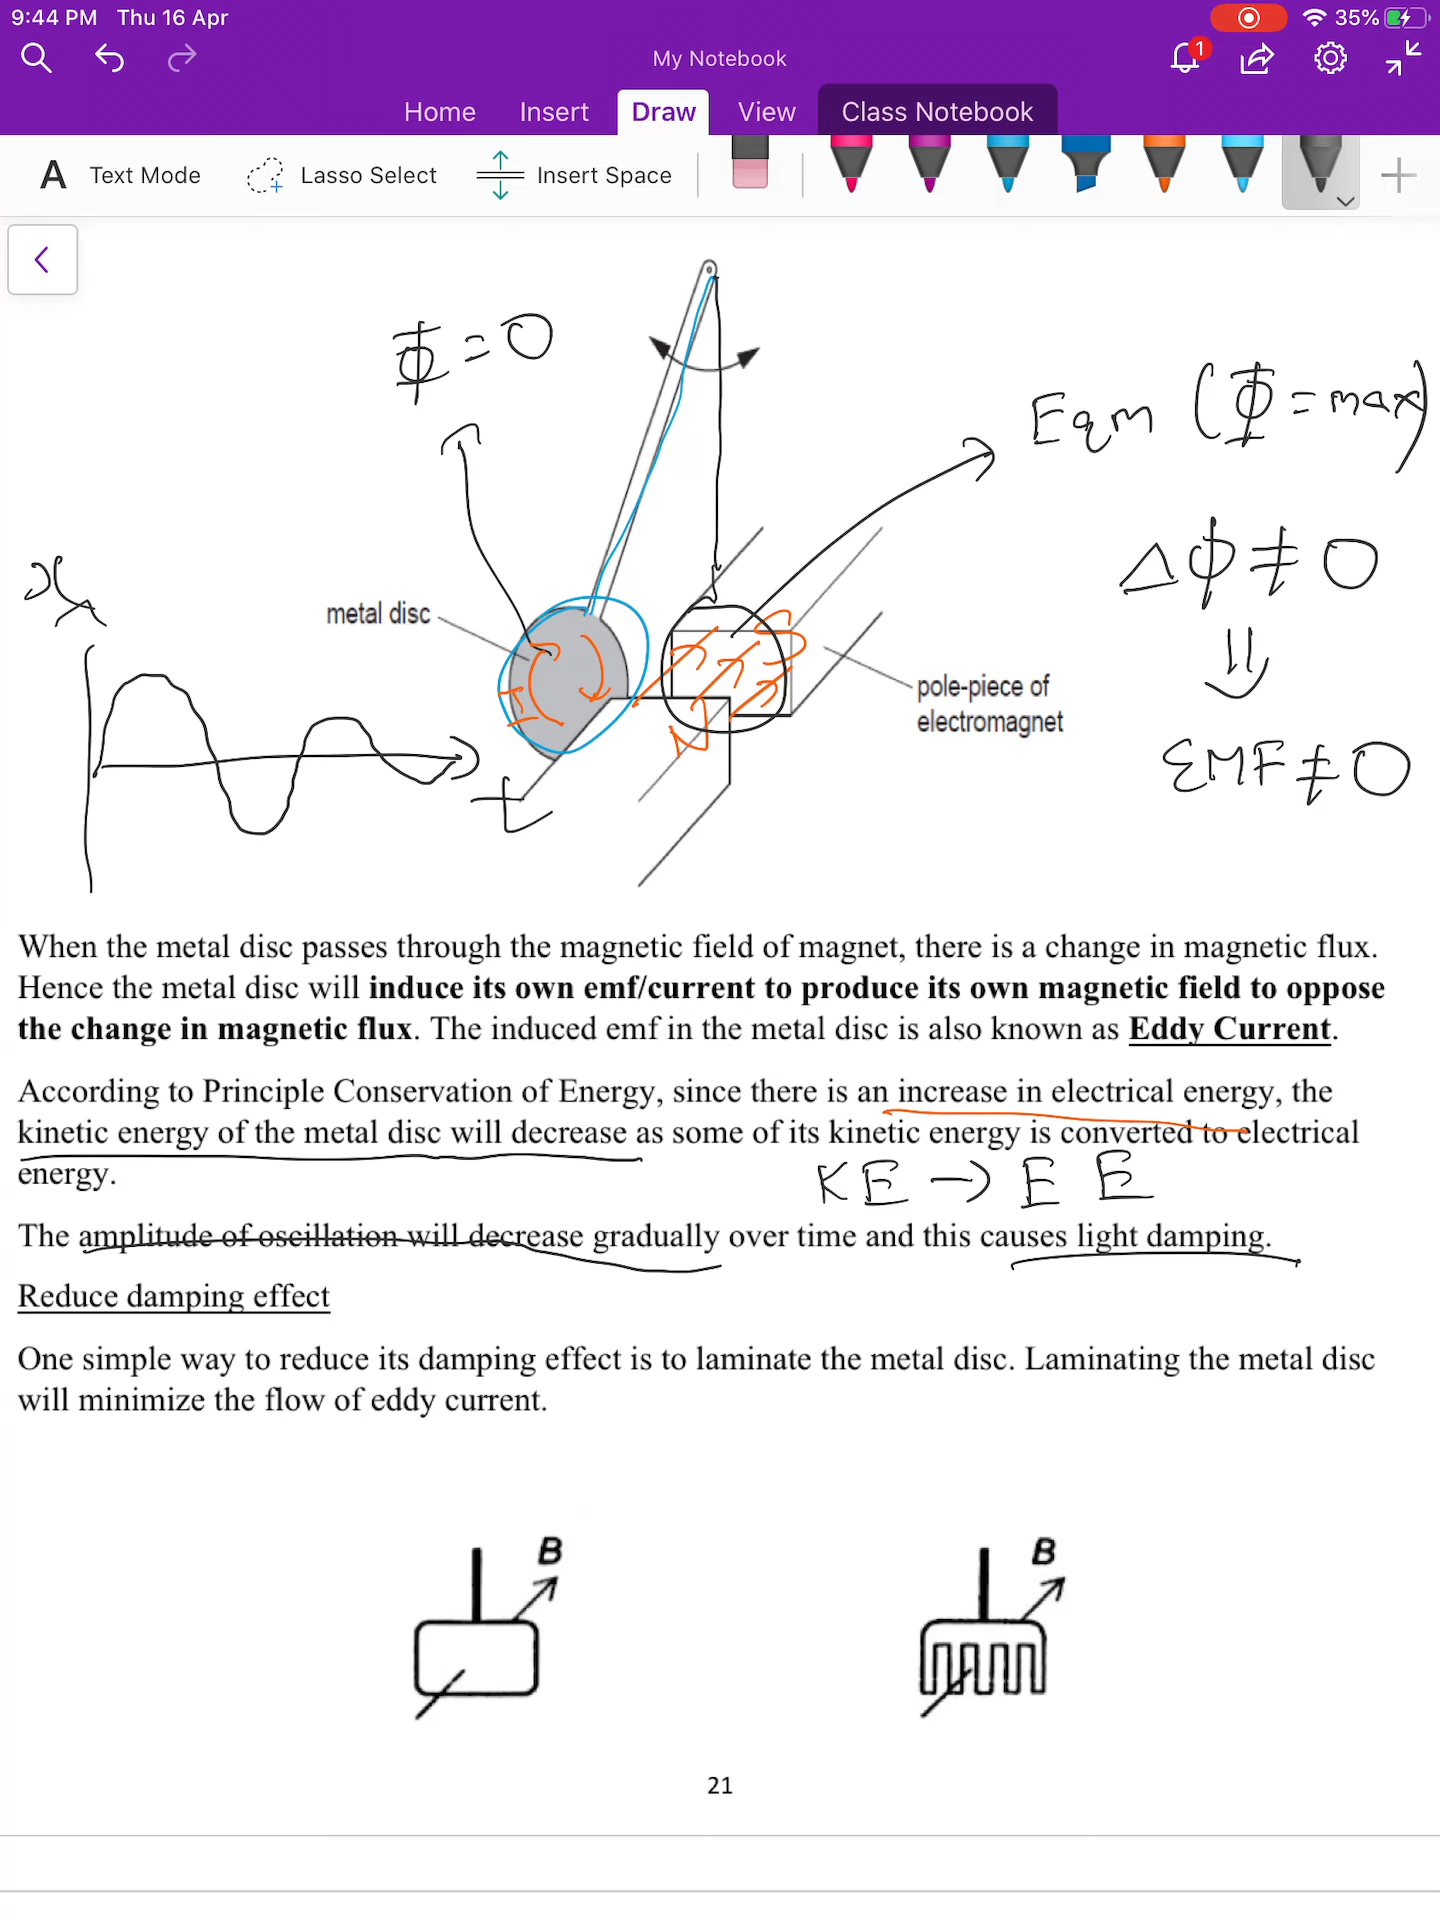 9:44 PM Thu 16 Apr
35%
My Notebook
1
Home Insert Draw View Class Notebook
A Text Mode Lasso Select Insert Space
Φ = 0
Eqm (Φ = max)
Δφ ≠ 0
⇓
EMF ≠ 0
x
metal disc
I
N
pole-piece of
electromagnet
t
When the metal disc passes through the magnetic field of magnet, there is a change in magnetic flux.
Hence the metal disc will induce its own emf/current to produce its own magnetic field to oppose
the change in magnetic flux. The induced emf in the metal disc is also known as Eddy Current.
According to Principle Conservation of Energy, since there is an increase in electrical energy, the
kinetic energy of the metal disc will decrease as some of its kinetic energy is converted to electrical
energy.
KE → EE
The amplitude of oscillation will decrease gradually over time and this causes light damping.
Reduce damping effect
One simple way to reduce its damping effect is to laminate the metal disc. Laminating the metal disc
will minimize the flow of eddy current.
B B
21